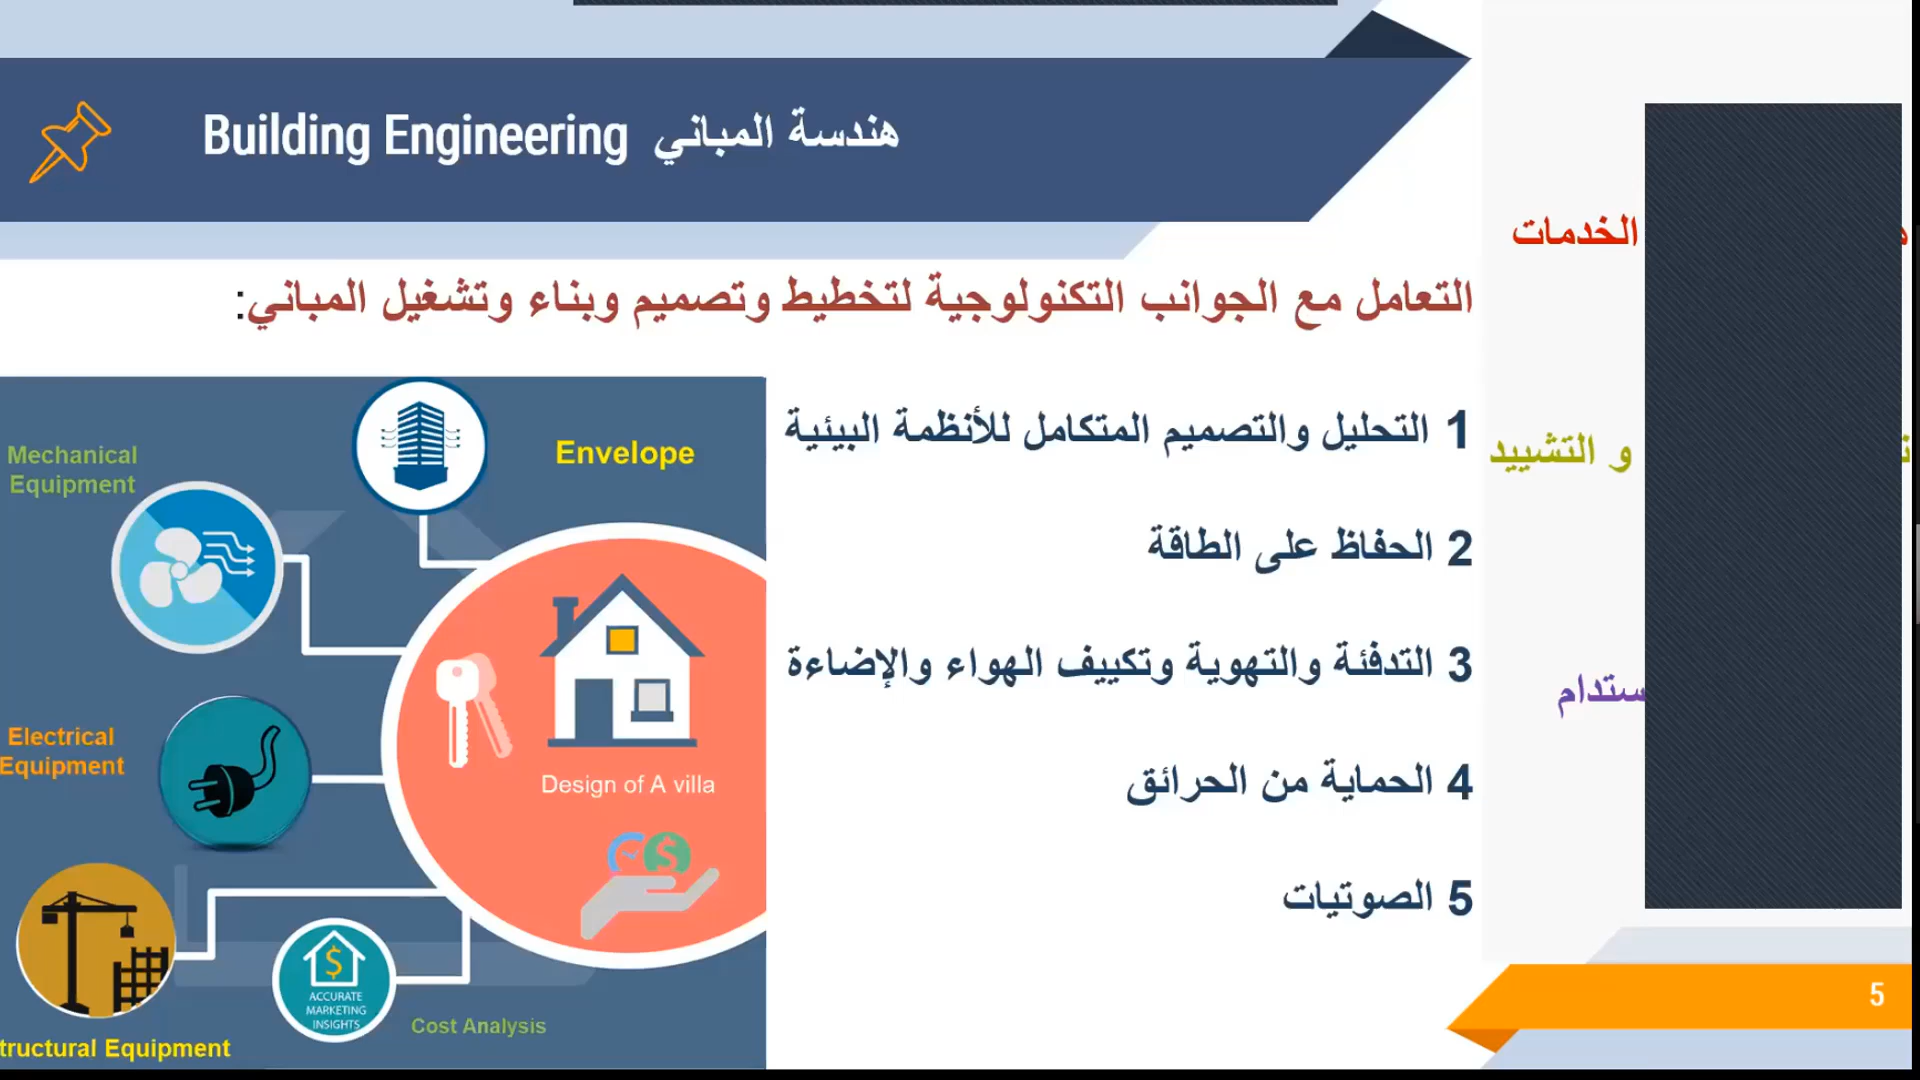 Building Engineering هندسة المباني
التعامل مع الجوانب التكنولوجية لتخطيط وتصميم وبناء وتشغيل المباني:
1 التحليل والتصميم المتكامل للأنظمة البيئية
2 الحفاظ على الطاقة
3 التدفئة والتهوية وتكييف الهواء والإضاءة
4 الحماية من الحرائق
5 الصوتيات
Envelope
Mechanical
Equipment
Electrical
Equipment
Design of A villa
ACCURATE
MARKETING
INSIGHTS
Cost Analysis
tructural Equipment
الخدمات
و التشييد
ستدام
5